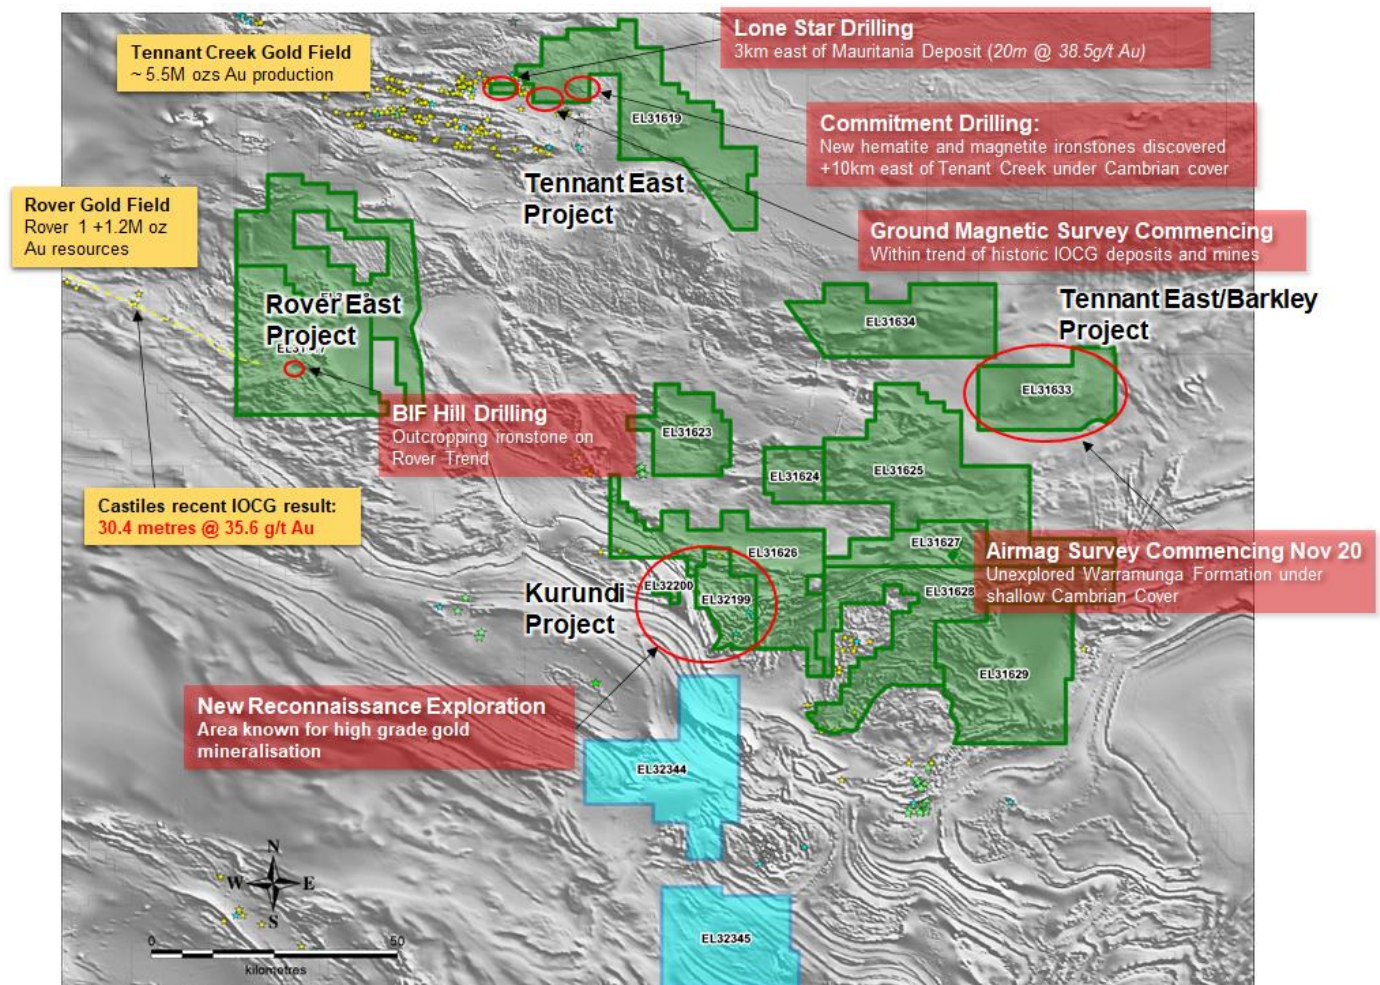 Lone Star Drilling
3km east of Mauritania Deposit (20m @ 38.5g/t Au)
Tennant Creek Gold Field
~ 5.5M ozs Au production
EL31619
Commitment Drilling:
New hematite and magnetite ironstones discovered
+10km east of Tenant Creek under Cambrian cover
Tennant East
Project
Rover Gold Field
Rover 1 +1.2M oz
Au resources
Ground Magnetic Survey Commencing
Within trend of historic IOCG deposits and mines
Rover East
Project
EL31634
Tennant East/Barkley
Project
EL31633
BIF Hill Drilling
Outcropping ironstone on
Rover Trend
EL31623
EL31624
EL31625
Castiles recent IOCG result:
30.4 metres @ 35.6 g/t Au
EL31626
EL31627
Airmag Survey Commencing Nov 20
Unexplored Warramunga Formation under
shallow Cambrian Cover
Kurundi
Project
EL32200
EL32199
EL31628
EL31629
New Reconnaissance Exploration
Area known for high grade gold
mineralisation
EL32344
EL32345
N
W E
S
0 50
kilometres